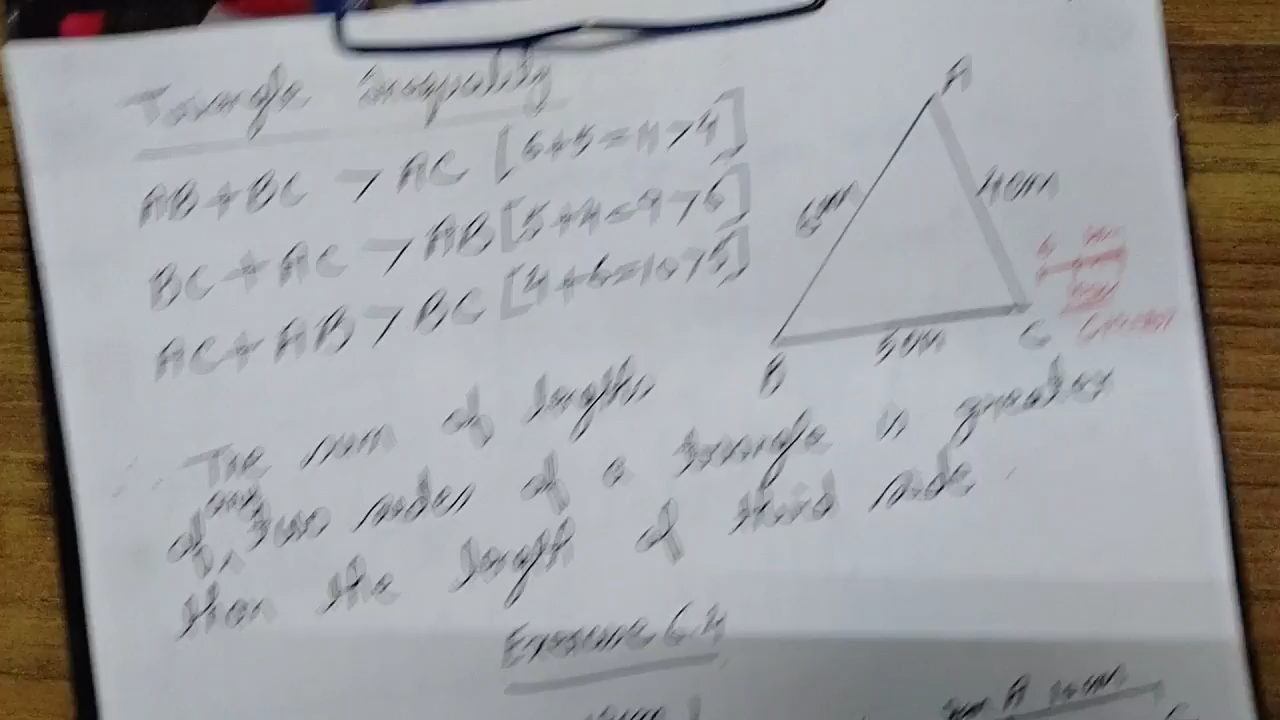 Triangle Inequality
AB + BC > AC [6+5=11>4]
BC + AC > AB [5+4=9>6]
AC + AB > BC [4+6=10>5]
A
6cm
4cm
B
5cm
C
The sum of lengths
of any two sides of a triangle is greater
than the length of third side
Exercise 6.4
A 10cm